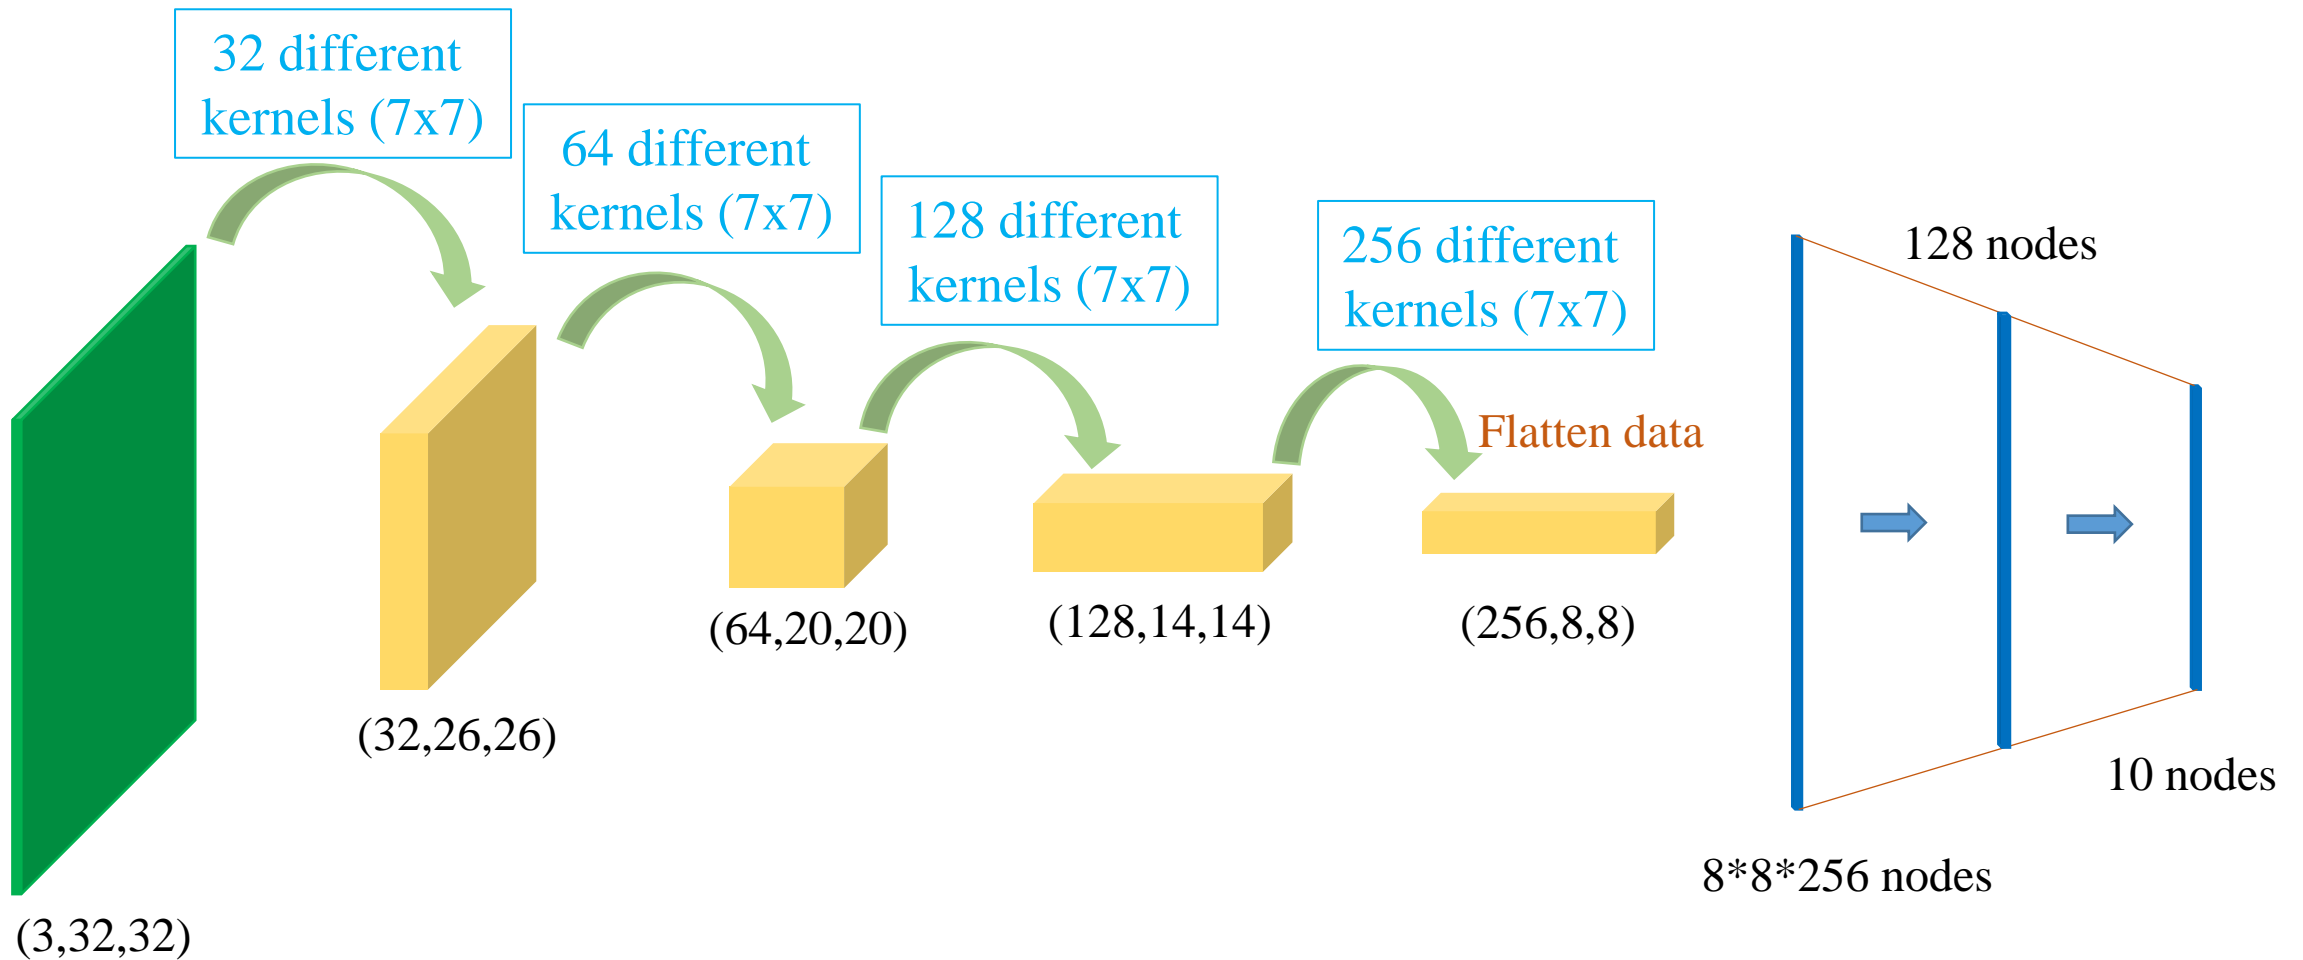 32 different
kernels (7x7)
64 different
kernels (7x7)
128 different
kernels (7x7)
256 different
kernels (7x7)
128 nodes
Flatten data
(64,20,20)
(128,14,14)
(256,8,8)
(32,26,26)
10 nodes
8*8*256 nodes
(3,32,32)